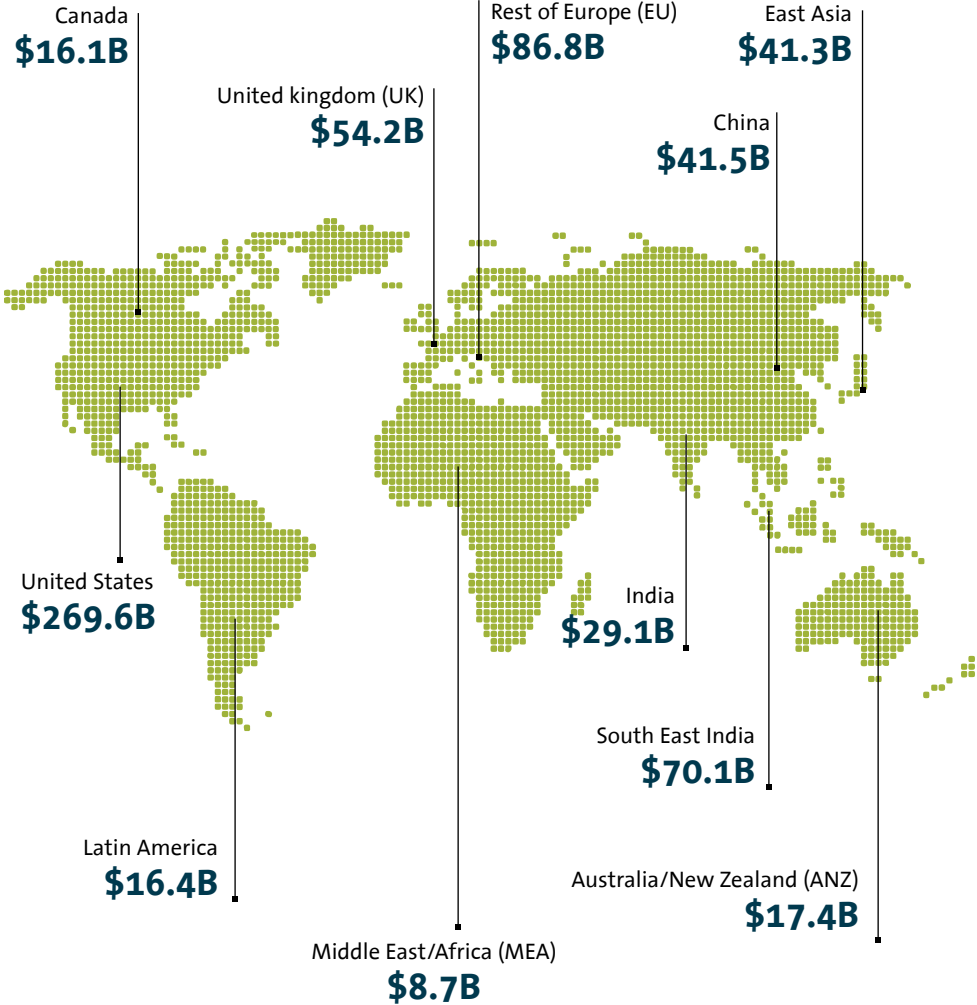 Canada
$16.1B
Rest of Europe (EU)
$86.8B
East Asia
$41.3B
United kingdom (UK)
$54.2B
China
$41.5B
United States
$269.6B
India
$29.1B
South East India
$70.1B
Latin America
$16.4B
Australia/New Zealand (ANZ)
$17.4B
Middle East/Africa (MEA)
$8.7B